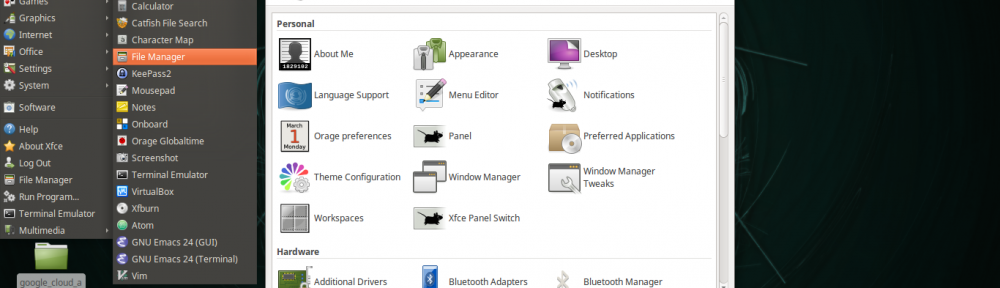 Games
Graphics
Internet
Office
Settings
System
Software
Help
About Xfce
Log Out
File Manager
Run Program...
Terminal Emulator
Multimedia
google_cloud_a
Calculator
Catfish File Search
Character Map
File Manager
KeePass2
Mousepad
Notes
Onboard
Orage Globaltime
Screenshot
Terminal Emulator
VirtualBox
Xfburn
Atom
GNU Emacs 24 (GUI)
GNU Emacs 24 (Terminal)
Vim
Personal
1829102
About Me
Appearance
Desktop
Language Support
Menu Editor
Notifications
March
1
Monday
Orage preferences
Panel
Preferred Applications
Theme Configuration
Window Manager
Window Manager
Tweaks
Workspaces
Xfce Panel Switch
Hardware
Additional Drivers
Bluetooth Adapters
Bluetooth Manager